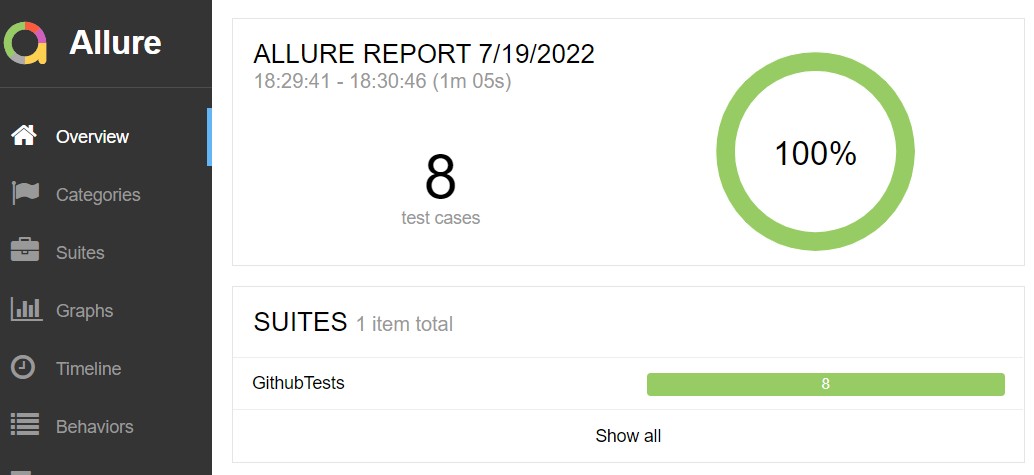 Allure
Overview
Categories
Suites
Graphs
Timeline
Behaviors
ALLURE REPORT 7/19/2022
18:29:41 - 18:30:46 (1m 05s)
8
test cases
100%
SUITES 1 item total
GithubTests 8
Show all